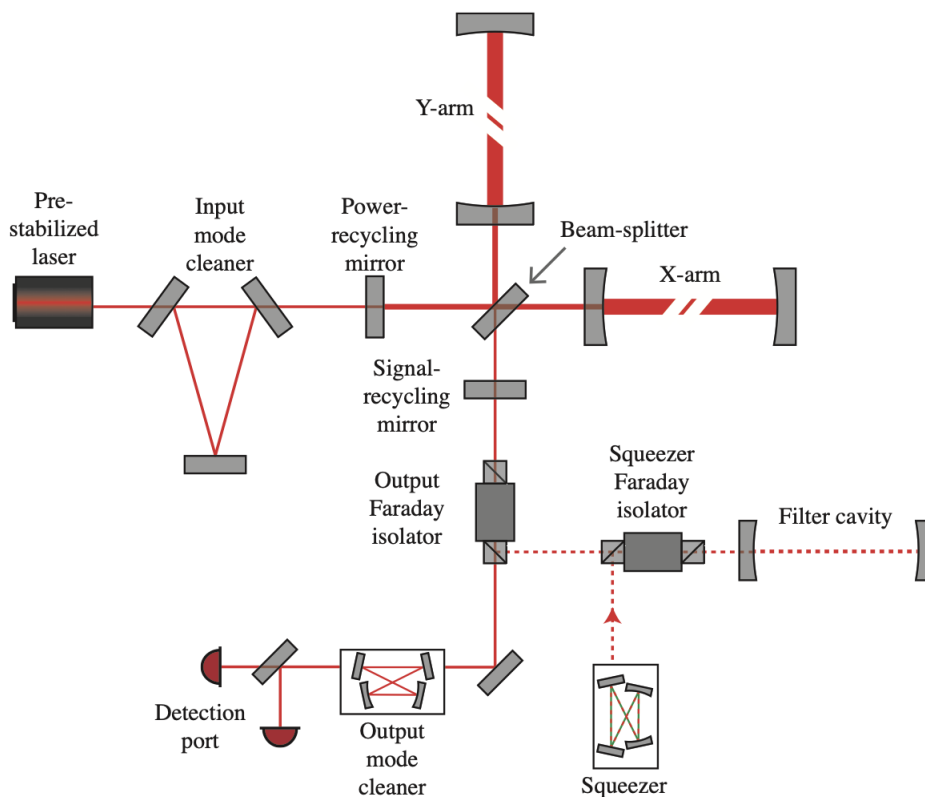 Y-arm
Pre-
stabilized
laser
Input
mode
cleaner
Power-
recycling
mirror
Beam-splitter
X-arm
Signal-
recycling
mirror
Output
Faraday
isolator
Squeezer
Faraday
isolator
Filter cavity
Detection
port
Output
mode
cleaner
Squeezer